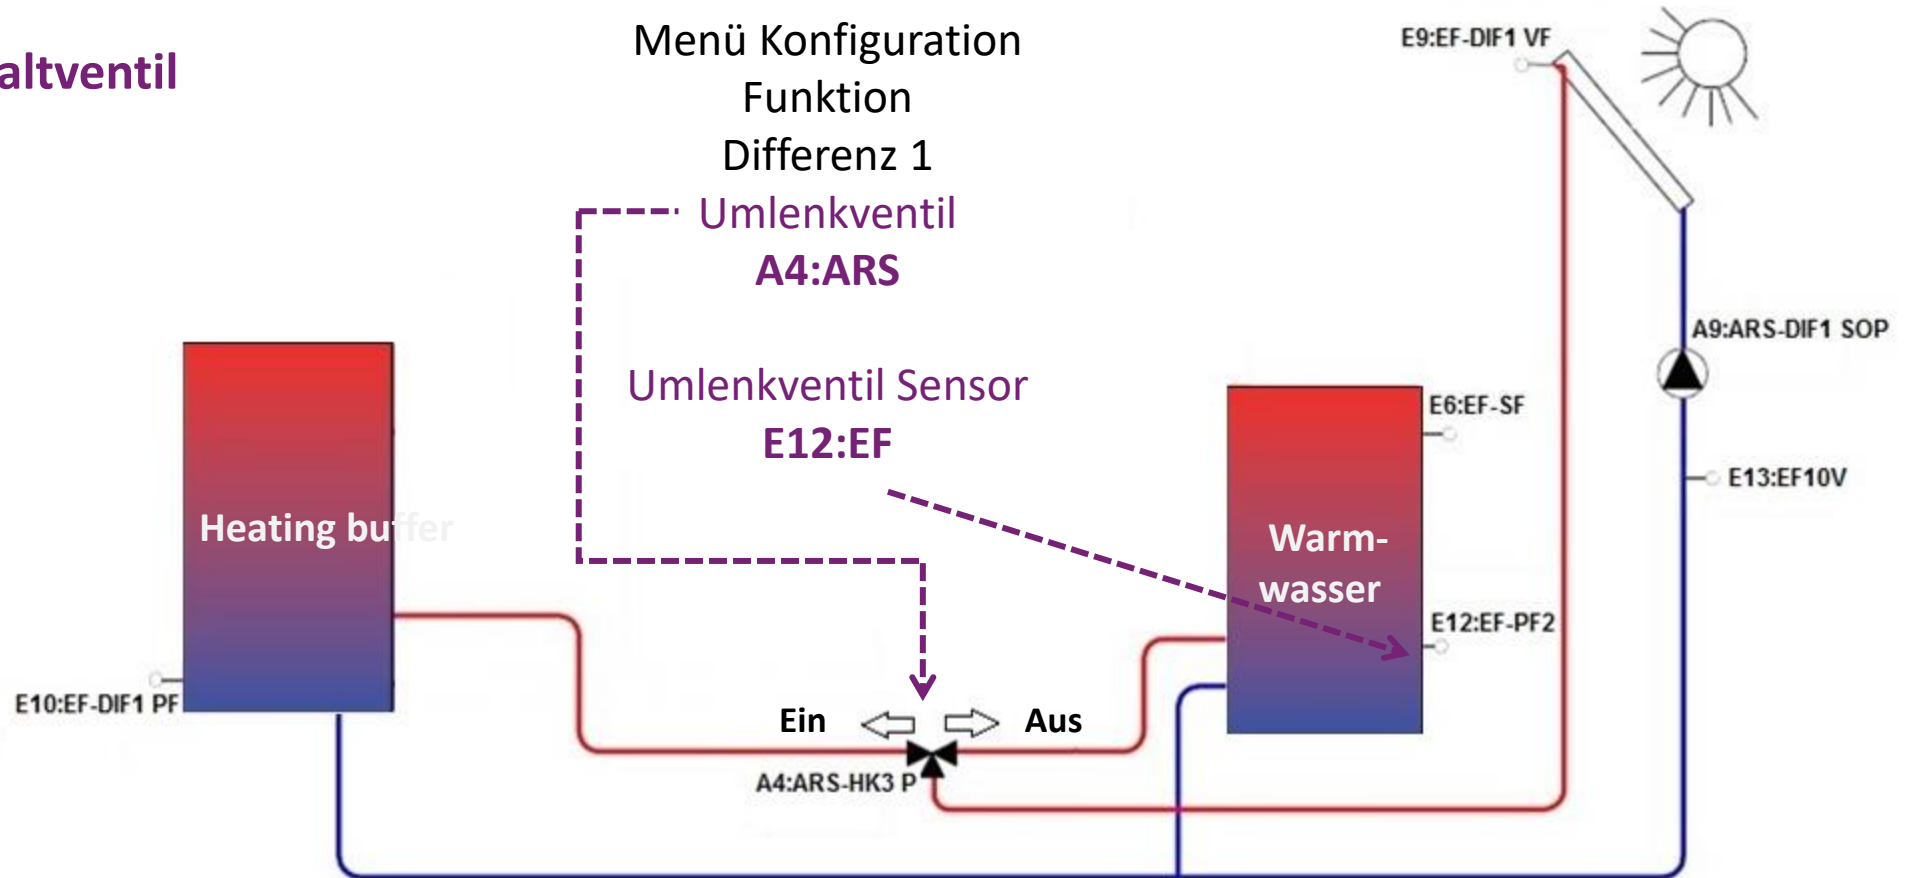 altventil
Menü Konfiguration
Funktion
Differenz 1
Umlenkventil
A4:ARS
Umlenkventil Sensor
E12:EF
E9:EF-DIF1 VF
A9:ARS-DIF1 SOP
E6:EF-SF
E13:EF10V
Heating buffer
Warm-
wasser
E12:EF-PF2
E10:EF-DIF1 PF
Ein
Aus
A4:ARS-HK3 P